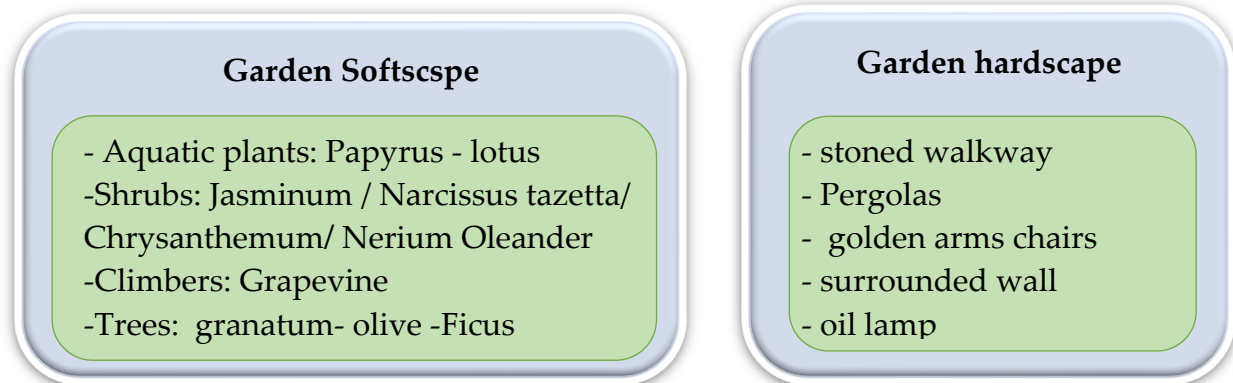 Garden Softscspe
- Aquatic plants: Papyrus - lotus
-Shrubs: Jasminum / Narcissus tazetta/
Chrysanthemum/ Nerium Oleander
-Climbers: Grapevine
-Trees:  granatum- olive -Ficus
Garden hardscape
- stoned walkway
- Pergolas
-  golden arms chairs
- surrounded wall
- oil lamp